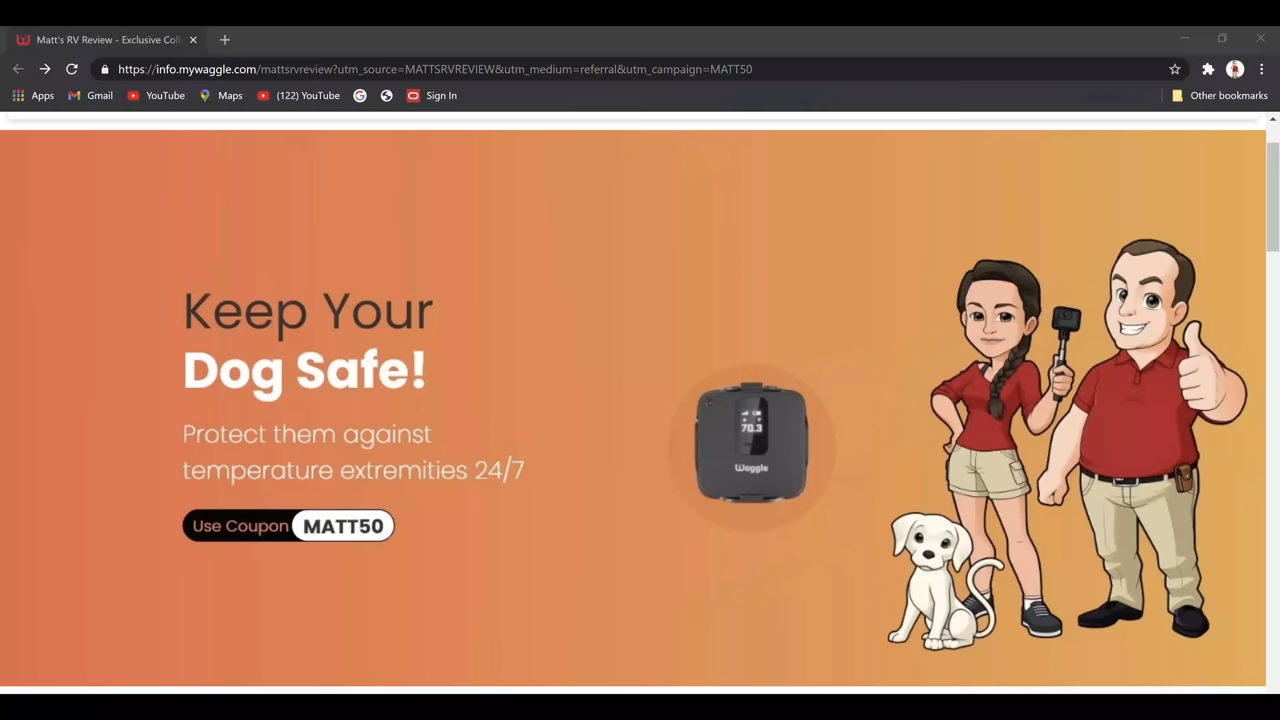 Matt's RV Review - Exclusive Coll
https://info.mywaggle.com/mattsrvreview?utm_source=MATTSRVREVIEW&utm_medium=referral&utm_campaign=MATT50
Apps Gmail YouTube Maps (122) YouTube Sign In Other bookmarks
Keep Your
Dog Safe!
Protect them against
temperature extremities 24/7
Use Coupon MATT50
70.3
Waggle